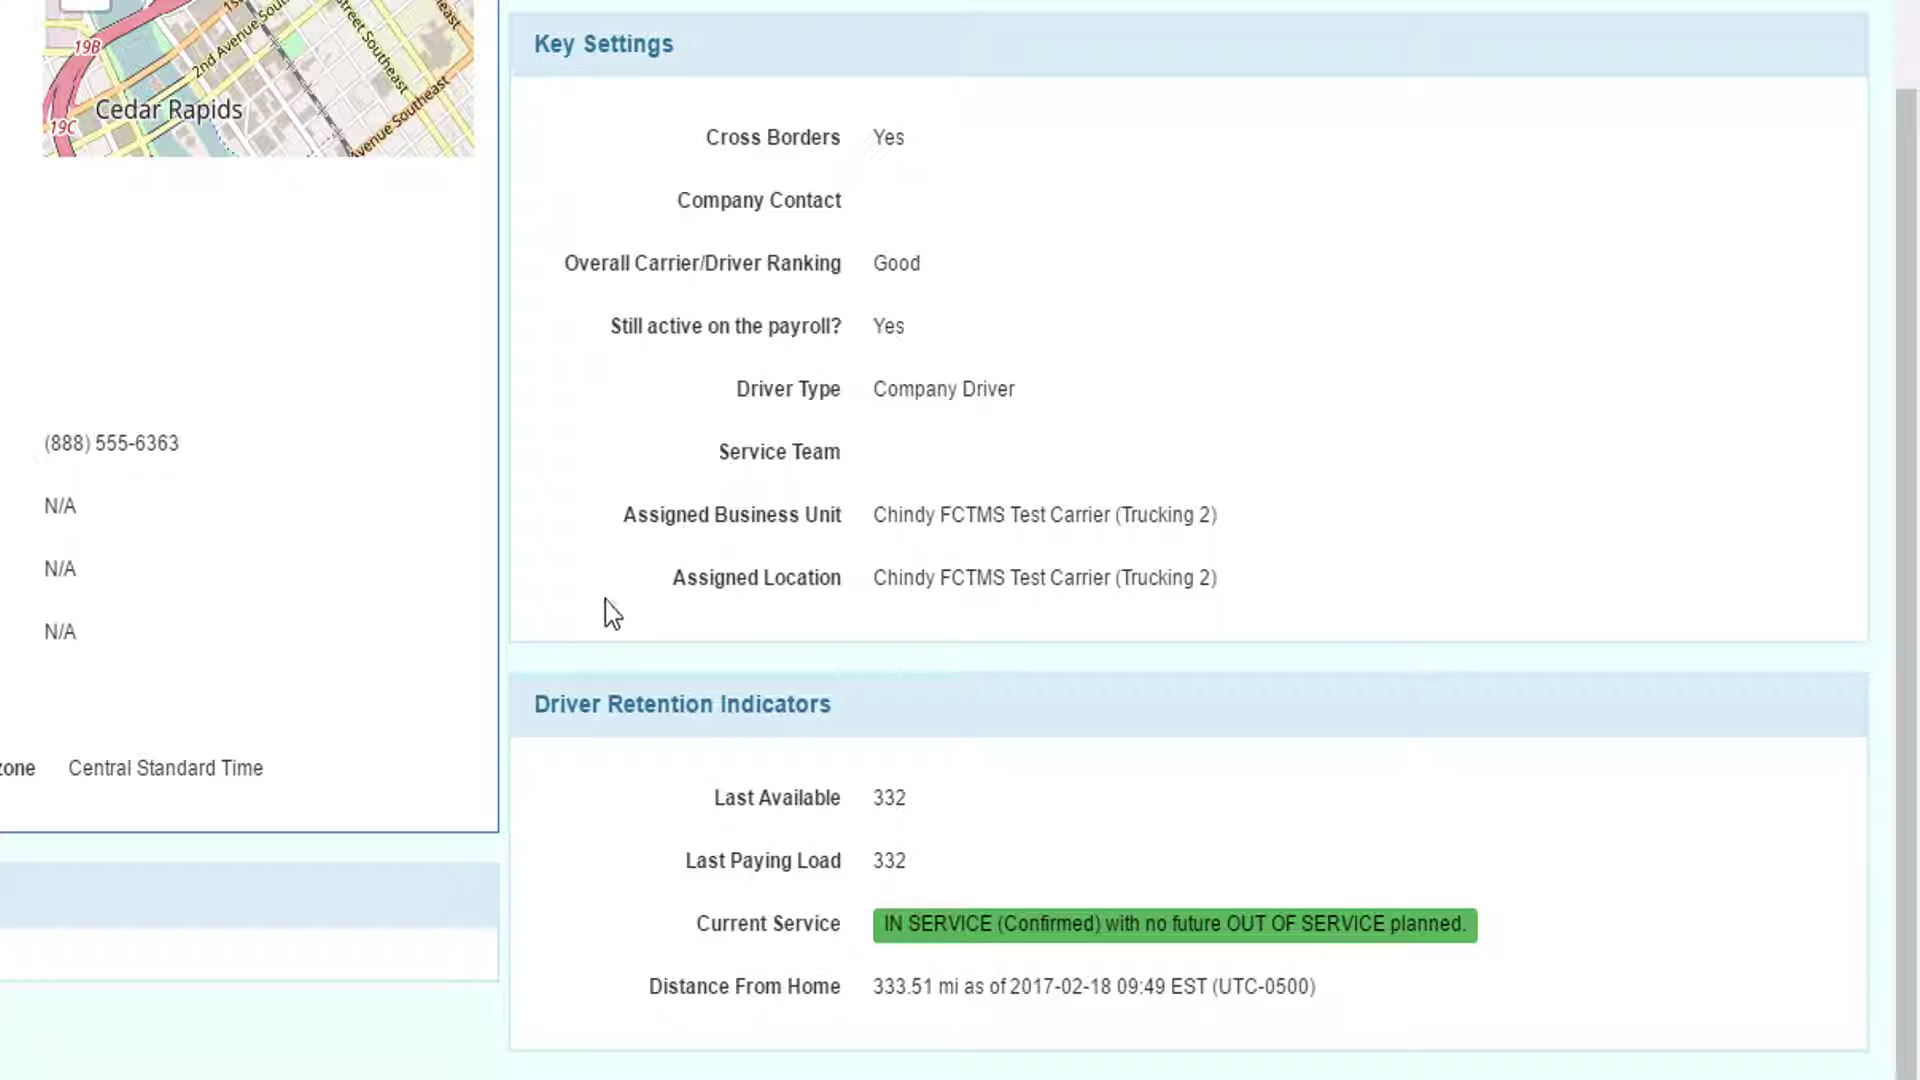 19B
2nd Avenue Southeast
Street Southeast
Cedar Rapids
19C
Avenue Southeast
(888) 555-6363
N/A
N/A
N/A
zone Central Standard Time
Key Settings
Cross Borders Yes
Company Contact
Overall Carrier/Driver Ranking Good
Still active on the payroll? Yes
Driver Type Company Driver
Service Team
Assigned Business Unit Chindy FCTMS Test Carrier (Trucking 2)
Assigned Location Chindy FCTMS Test Carrier (Trucking 2)
Driver Retention Indicators
Last Available 332
Last Paying Load 332
Current Service IN SERVICE (Confirmed) with no future OUT OF SERVICE planned.
Distance From Home 333.51 mi as of 2017-02-18 09:49 EST (UTC-0500)